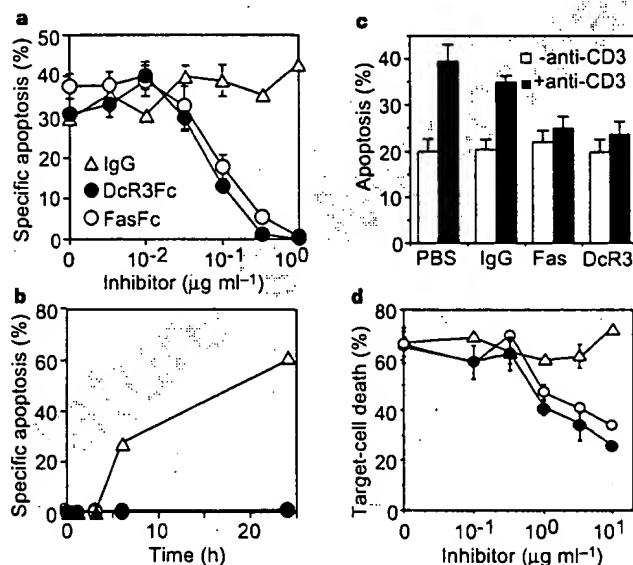 a
Specific apoptosis (%)
50
40
30
20
10
0
IgG
DcR3Fc
FasFc
0 10⁻² 10⁻¹ 10⁰
Inhibitor (µg ml⁻¹)
b
Specific apoptosis (%)
80
60
40
20
0
0 10 20
Time (h)
c
Apoptosis (%)
40
30
20
10
0
-anti-CD3
+anti-CD3
PBS IgG Fas DcR3
d
Target-cell death (%)
80
60
40
20
0
0 10⁻¹ 10⁰ 10¹
Inhibitor (µg ml⁻¹)